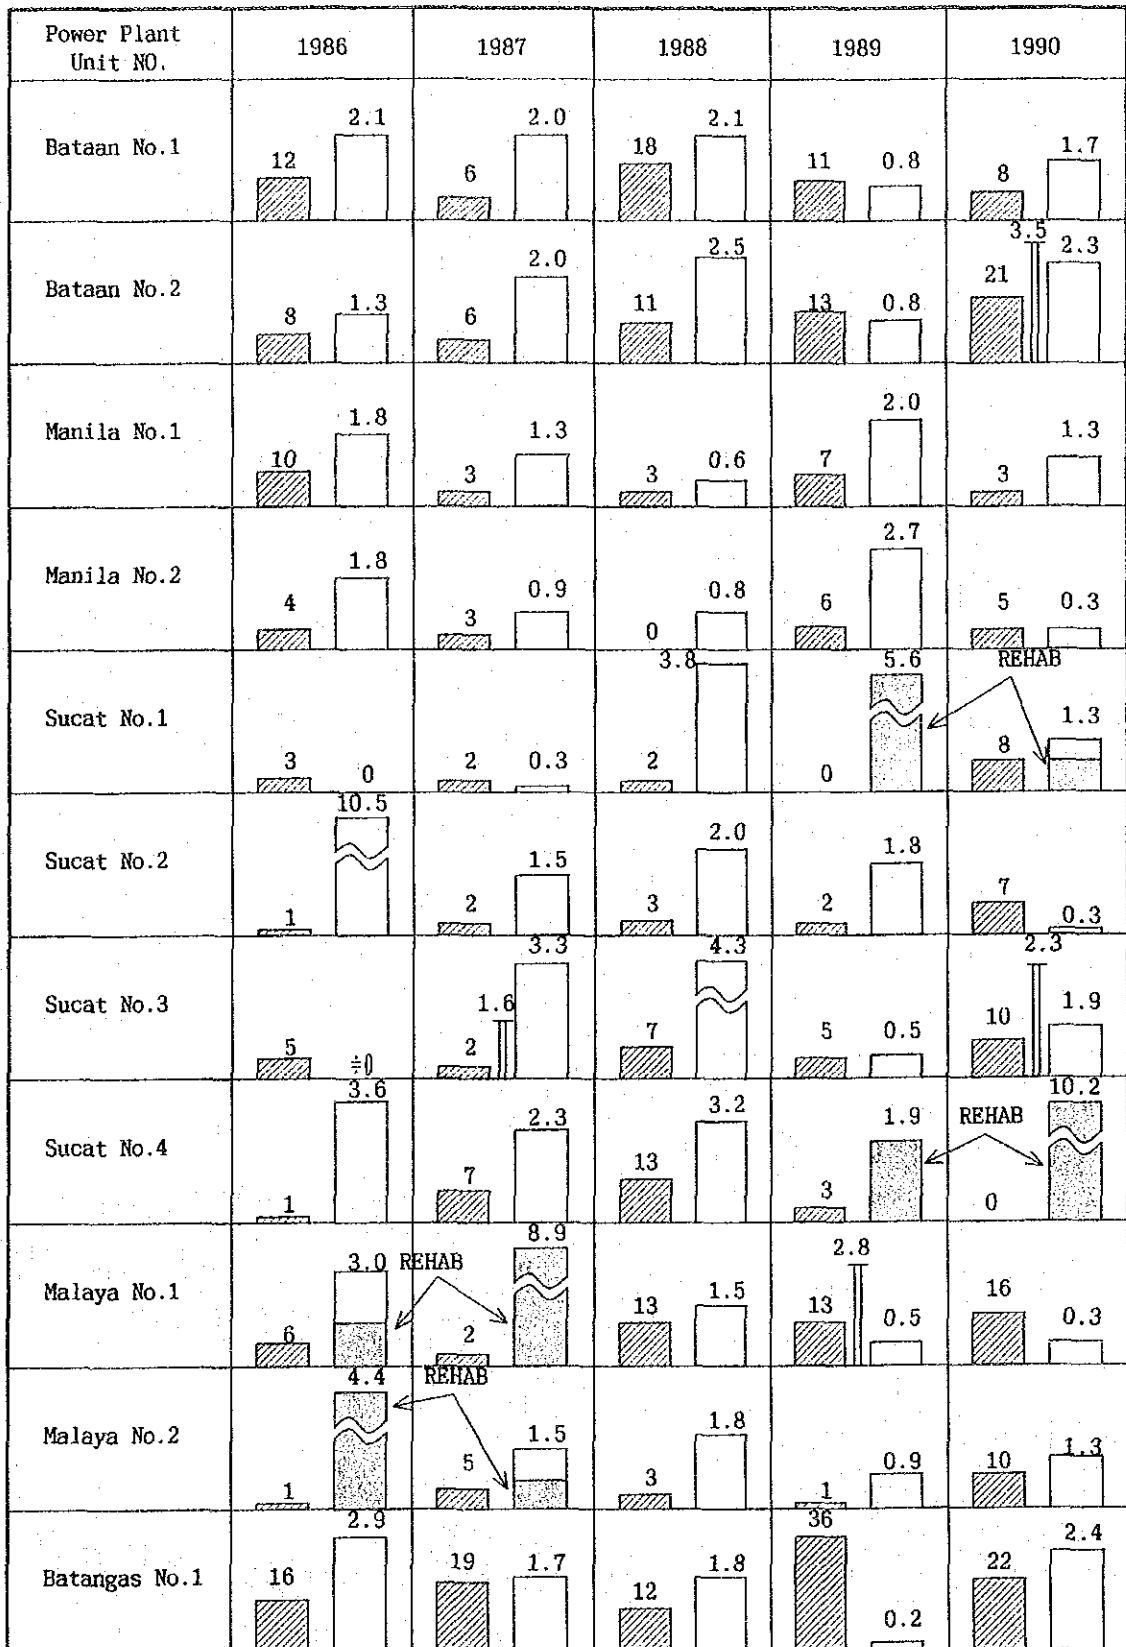 Power Plant
Unit NO.
1986 1987 1988 1989 1990
Bataan No.1
12 2.1 6 2.0 18 2.1 11 0.8 8 1.7
Bataan No.2
8 1.3 6 2.0 11 2.5 13 0.8 21 3.5 2.3
Manila No.1
10 1.8 3 1.3 3 0.6 7 2.0 3 1.3
Manila No.2
4 1.8 3 0.9 0 0.8 6 2.7 5 0.3
Sucat No.1
3 0 2 0.3 2 3.8 0 5.6 REHAB 8 1.3
Sucat No.2
1 10.5 2 1.5 3 2.0 2 1.8 7 0.3
Sucat No.3
5 ≑0 2 1.6 3.3 7 4.3 5 0.5 10 2.3 1.9
Sucat No.4
1 3.6 7 2.3 13 3.2 3 1.9 REHAB 0 10.2
Malaya No.1
6 3.0 REHAB 2 8.9 13 1.5 13 2.8 0.5 16 0.3
Malaya No.2
1 4.4 REHAB 5 1.5 3 1.8 1 0.9 10 1.3
Batangas No.1
16 2.9 19 1.7 12 1.8 36 0.2 22 2.4